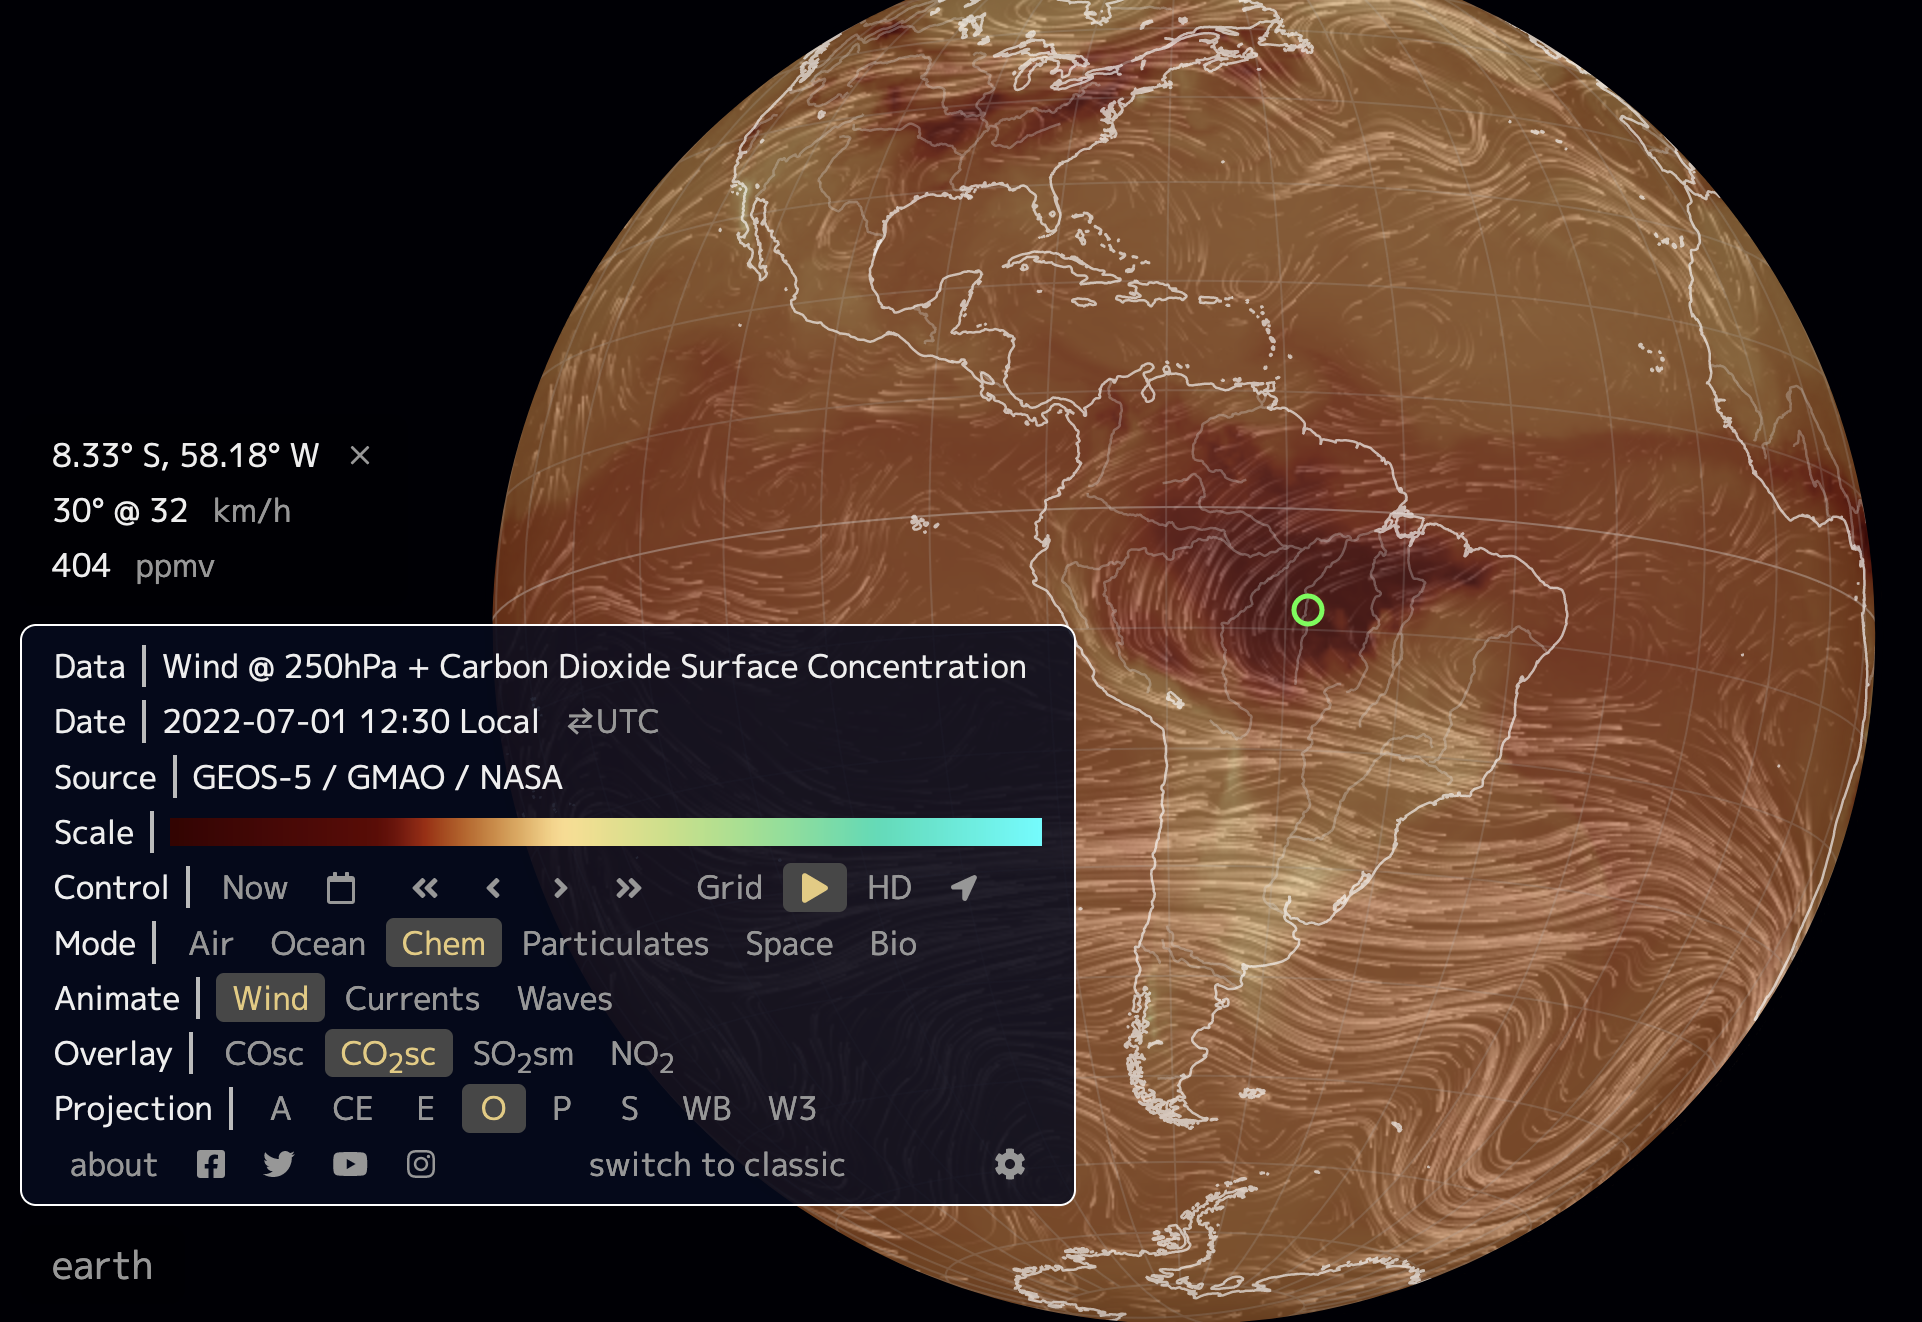 8.33° S, 58.18° W ×
30° @ 32 km/h
404 ppmv
Data | Wind @ 250hPa + Carbon Dioxide Surface Concentration
Date | 2022-07-01 12:30 Local ⇄UTC
Source | GEOS-5 / GMAO / NASA
Scale |
Control | Now « ‹ › » Grid HD
Mode | Air Ocean Chem Particulates Space Bio
Animate | Wind Currents Waves
Overlay | COsc CO₂sc SO₂sm NO₂
Projection | A CE E O P S WB W3
about switch to classic
earth